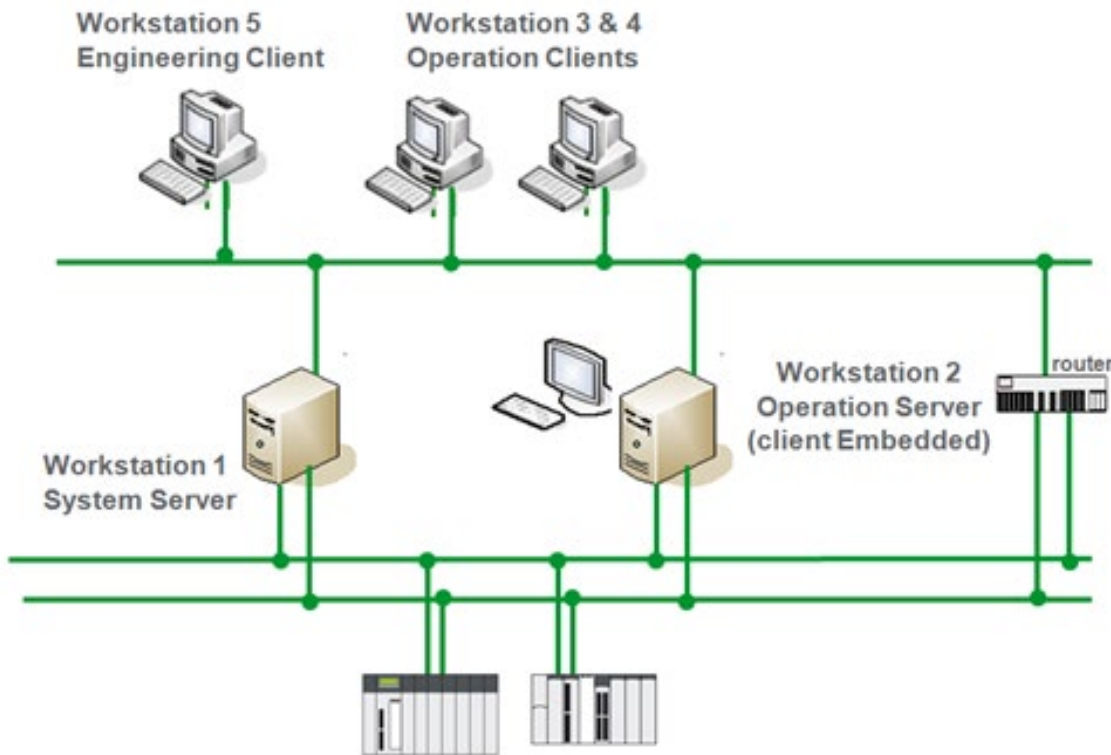 Workstation 5
Engineering Client
Workstation 3 & 4
Operation Clients
router
Workstation 2
Operation Server
(client Embedded)
Workstation 1
System Server